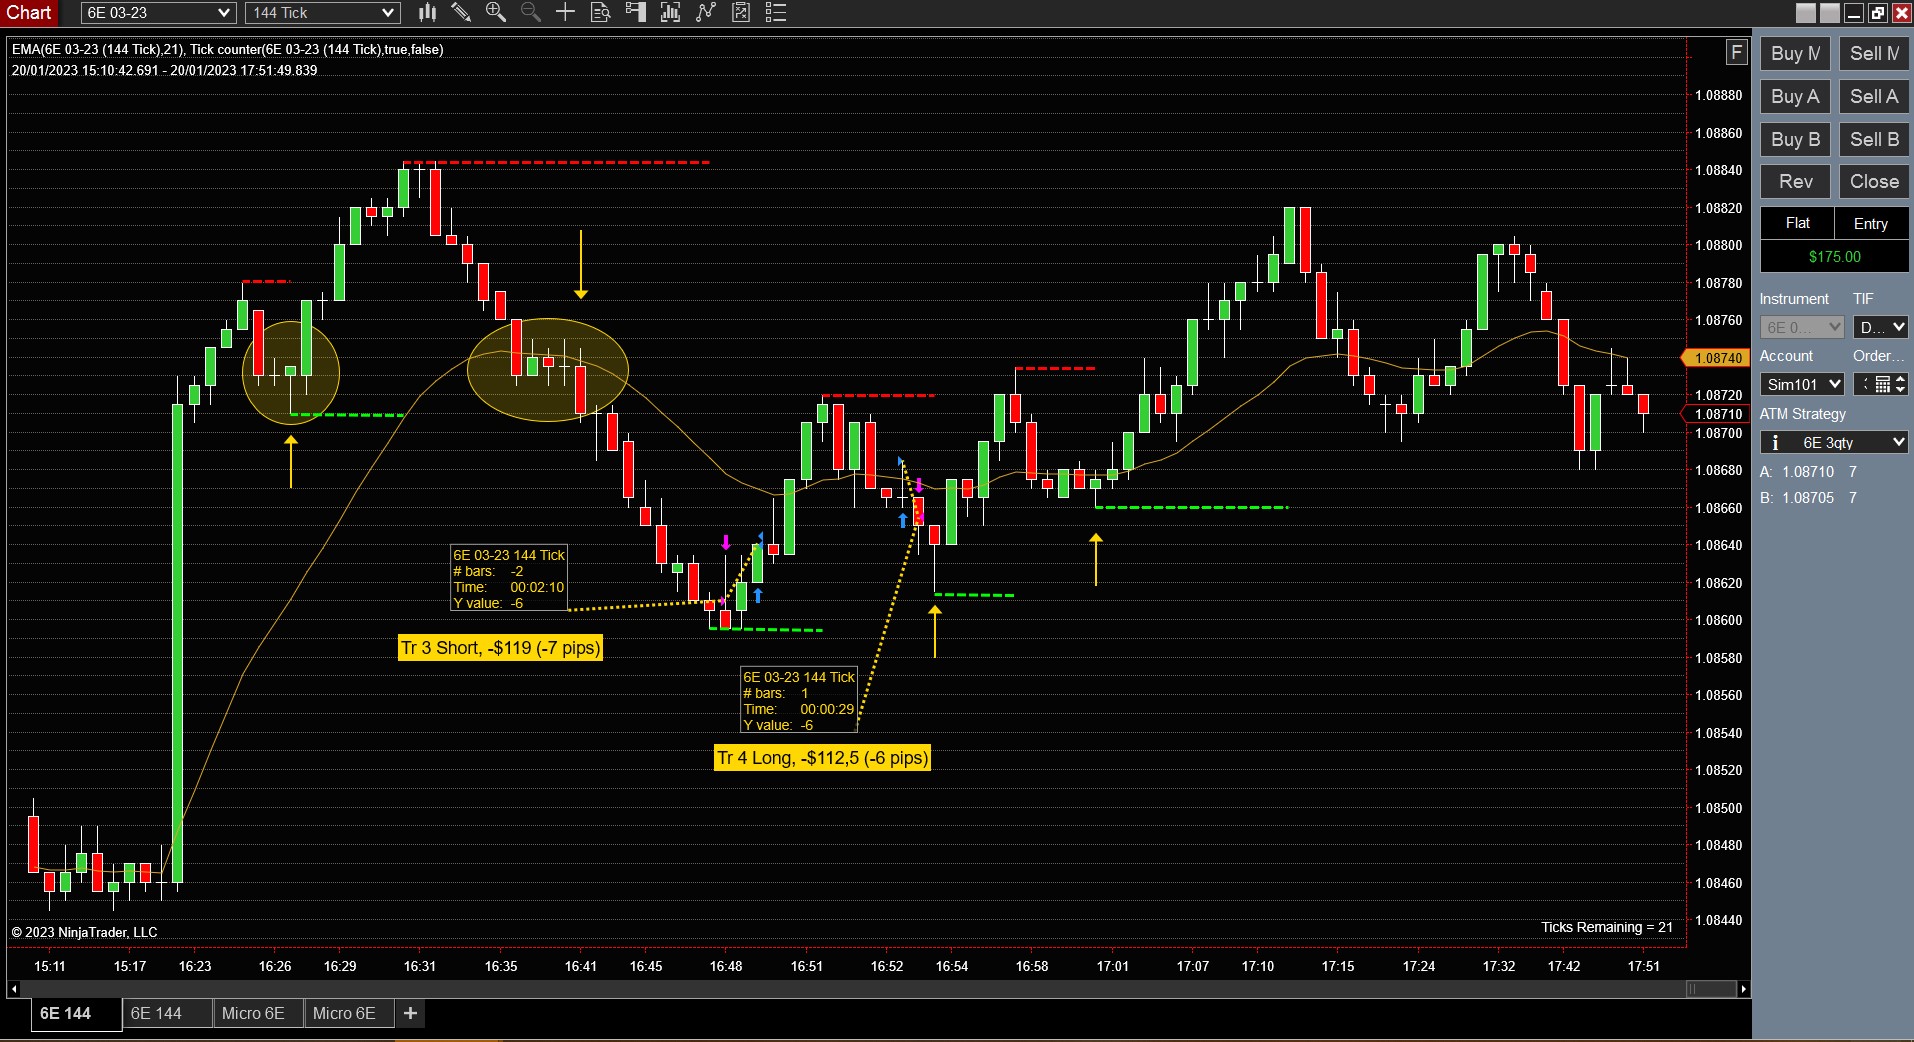 Chart 6E 03-23 144 Tick
EMA(6E 03-23 (144 Tick),21), Tick counter(6E 03-23 (144 Tick),true,false)
20/01/2023 15:10:42.691 - 20/01/2023 17:51:49.839
F
1.08880
1.08860
1.08840
1.08820
1.08800
1.08780
1.08760
1.08740
1.08720
1.08710
1.08700
1.08680
1.08660
1.08640
1.08620
1.08600
1.08580
1.08560
1.08540
1.08520
1.08500
1.08480
1.08460
1.08440
6E 03-23 144 Tick
# bars: -2
Time: 00:02:10
Y value: -6
Tr 3 Short, -$119 (-7 pips)
6E 03-23 144 Tick
# bars: 1
Time: 00:00:29
Y value: -6
Tr 4 Long, -$112,5 (-6 pips)
© 2023 NinjaTrader, LLC
Ticks Remaining = 21
15:11 15:17 16:23 16:26 16:29 16:31 16:35 16:41 16:45 16:48 16:51 16:52 16:54 16:58 17:01 17:07 17:10 17:15 17:24 17:32 17:42 17:51
6E 144 6E 144 Micro 6E Micro 6E +
Buy M Sell M
Buy A Sell A
Buy B Sell B
Rev Close
Flat Entry
$175.00
Instrument TIF
6E 0... D...
Account Order...
Sim101
ATM Strategy
i 6E 3qty
A: 1.08710 7
B: 1.08705 7